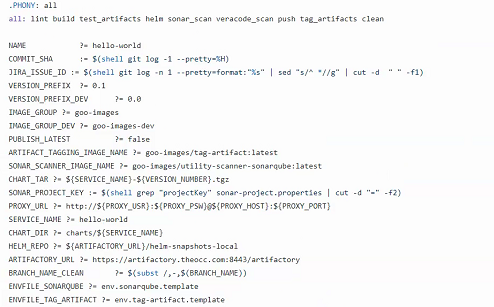 .PHONY: all
all: lint build test_artifacts helm sonar_scan veracode_scan push tag_artifacts clean
NAME ?= hello-world
COMMIT_SHA := $(shell git log -1 --pretty=%H)
JIRA_ISSUE_ID := $(shell git log -n 1 --pretty=format:"%s" | sed "s/^ *//g" | cut -d " " -f1)
VERSION_PREFIX ?= 0.1
VERSION_PREFIX_DEV ?= 0.0
IMAGE_GROUP ?= goo-images
IMAGE_GROUP_DEV ?= goo-images-dev
PUBLISH_LATEST ?= false
ARTIFACT_TAGGING_IMAGE_NAME ?= goo-images/tag-artifact:latest
SONAR_SCANNER_IMAGE_NAME ?= goo-images/utility-scanner-sonarqube:latest
CHART_TAR ?= ${SERVICE_NAME}-${VERSION_NUMBER}.tgz
SONAR_PROJECT_KEY := $(shell grep "projectKey" sonar-project.properties | cut -d "=" -f2)
PROXY_URL ?= http://${PROXY_USR}:${PROXY_PSW}@${PROXY_HOST}:${PROXY_PORT}
SERVICE_NAME ?= hello-world
CHART_DIR ?= charts/${SERVICE_NAME}
HELM_REPO ?= ${ARTIFACTORY_URL}/helm-snapshots-local
ARTIFACTORY_URL ?= https://artifactory.theocc.com:8443/artifactory
BRANCH_NAME_CLEAN ?= $(subst /,-,${BRANCH_NAME})
ENVFILE_SONARQUBE ?= env.sonarqube.template
ENVFILE_TAG_ARTIFACT ?= env.tag-artifact.template